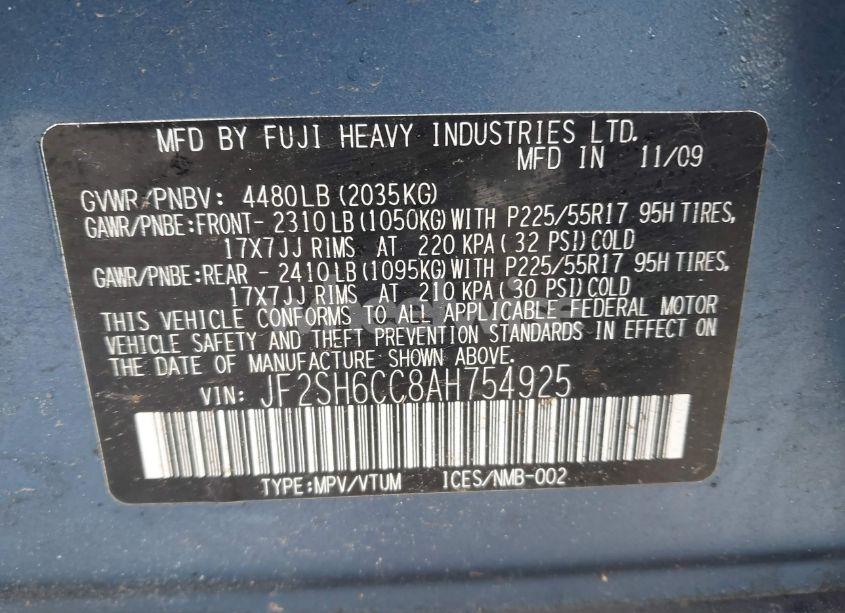 MFD BY FUJI HEAVY INDUSTRIES LTD.
MFD IN 11/09
GVWR/PNBV: 4480LB(2035KG)
GAWR/PNBE:FRONT- 2310LB(1050KG)WITH P225/55R17 95H TIRES,
17X7JJ RIMS AT 220 KPA(32 PSI)COLD
GAWR/PNBE:REAR - 2410LB(1095KG)WITH P225/55R17 95H TIRES,
17X7JJ RIMS AT 210 KPA(30 PSI)COLD
THIS VEHICLE CONFORMS TO ALL APPLICABLE FEDERAL MOTOR
VEHICLE SAFETY AND THEFT PREVENTION STANDARDS IN EFFECT ON
THE DATE OF MANUFACTURE SHOWN ABOVE.
VIN: JF2SH6CC8AH754925
TYPE:MPV/VTUM ICES/NMB-002